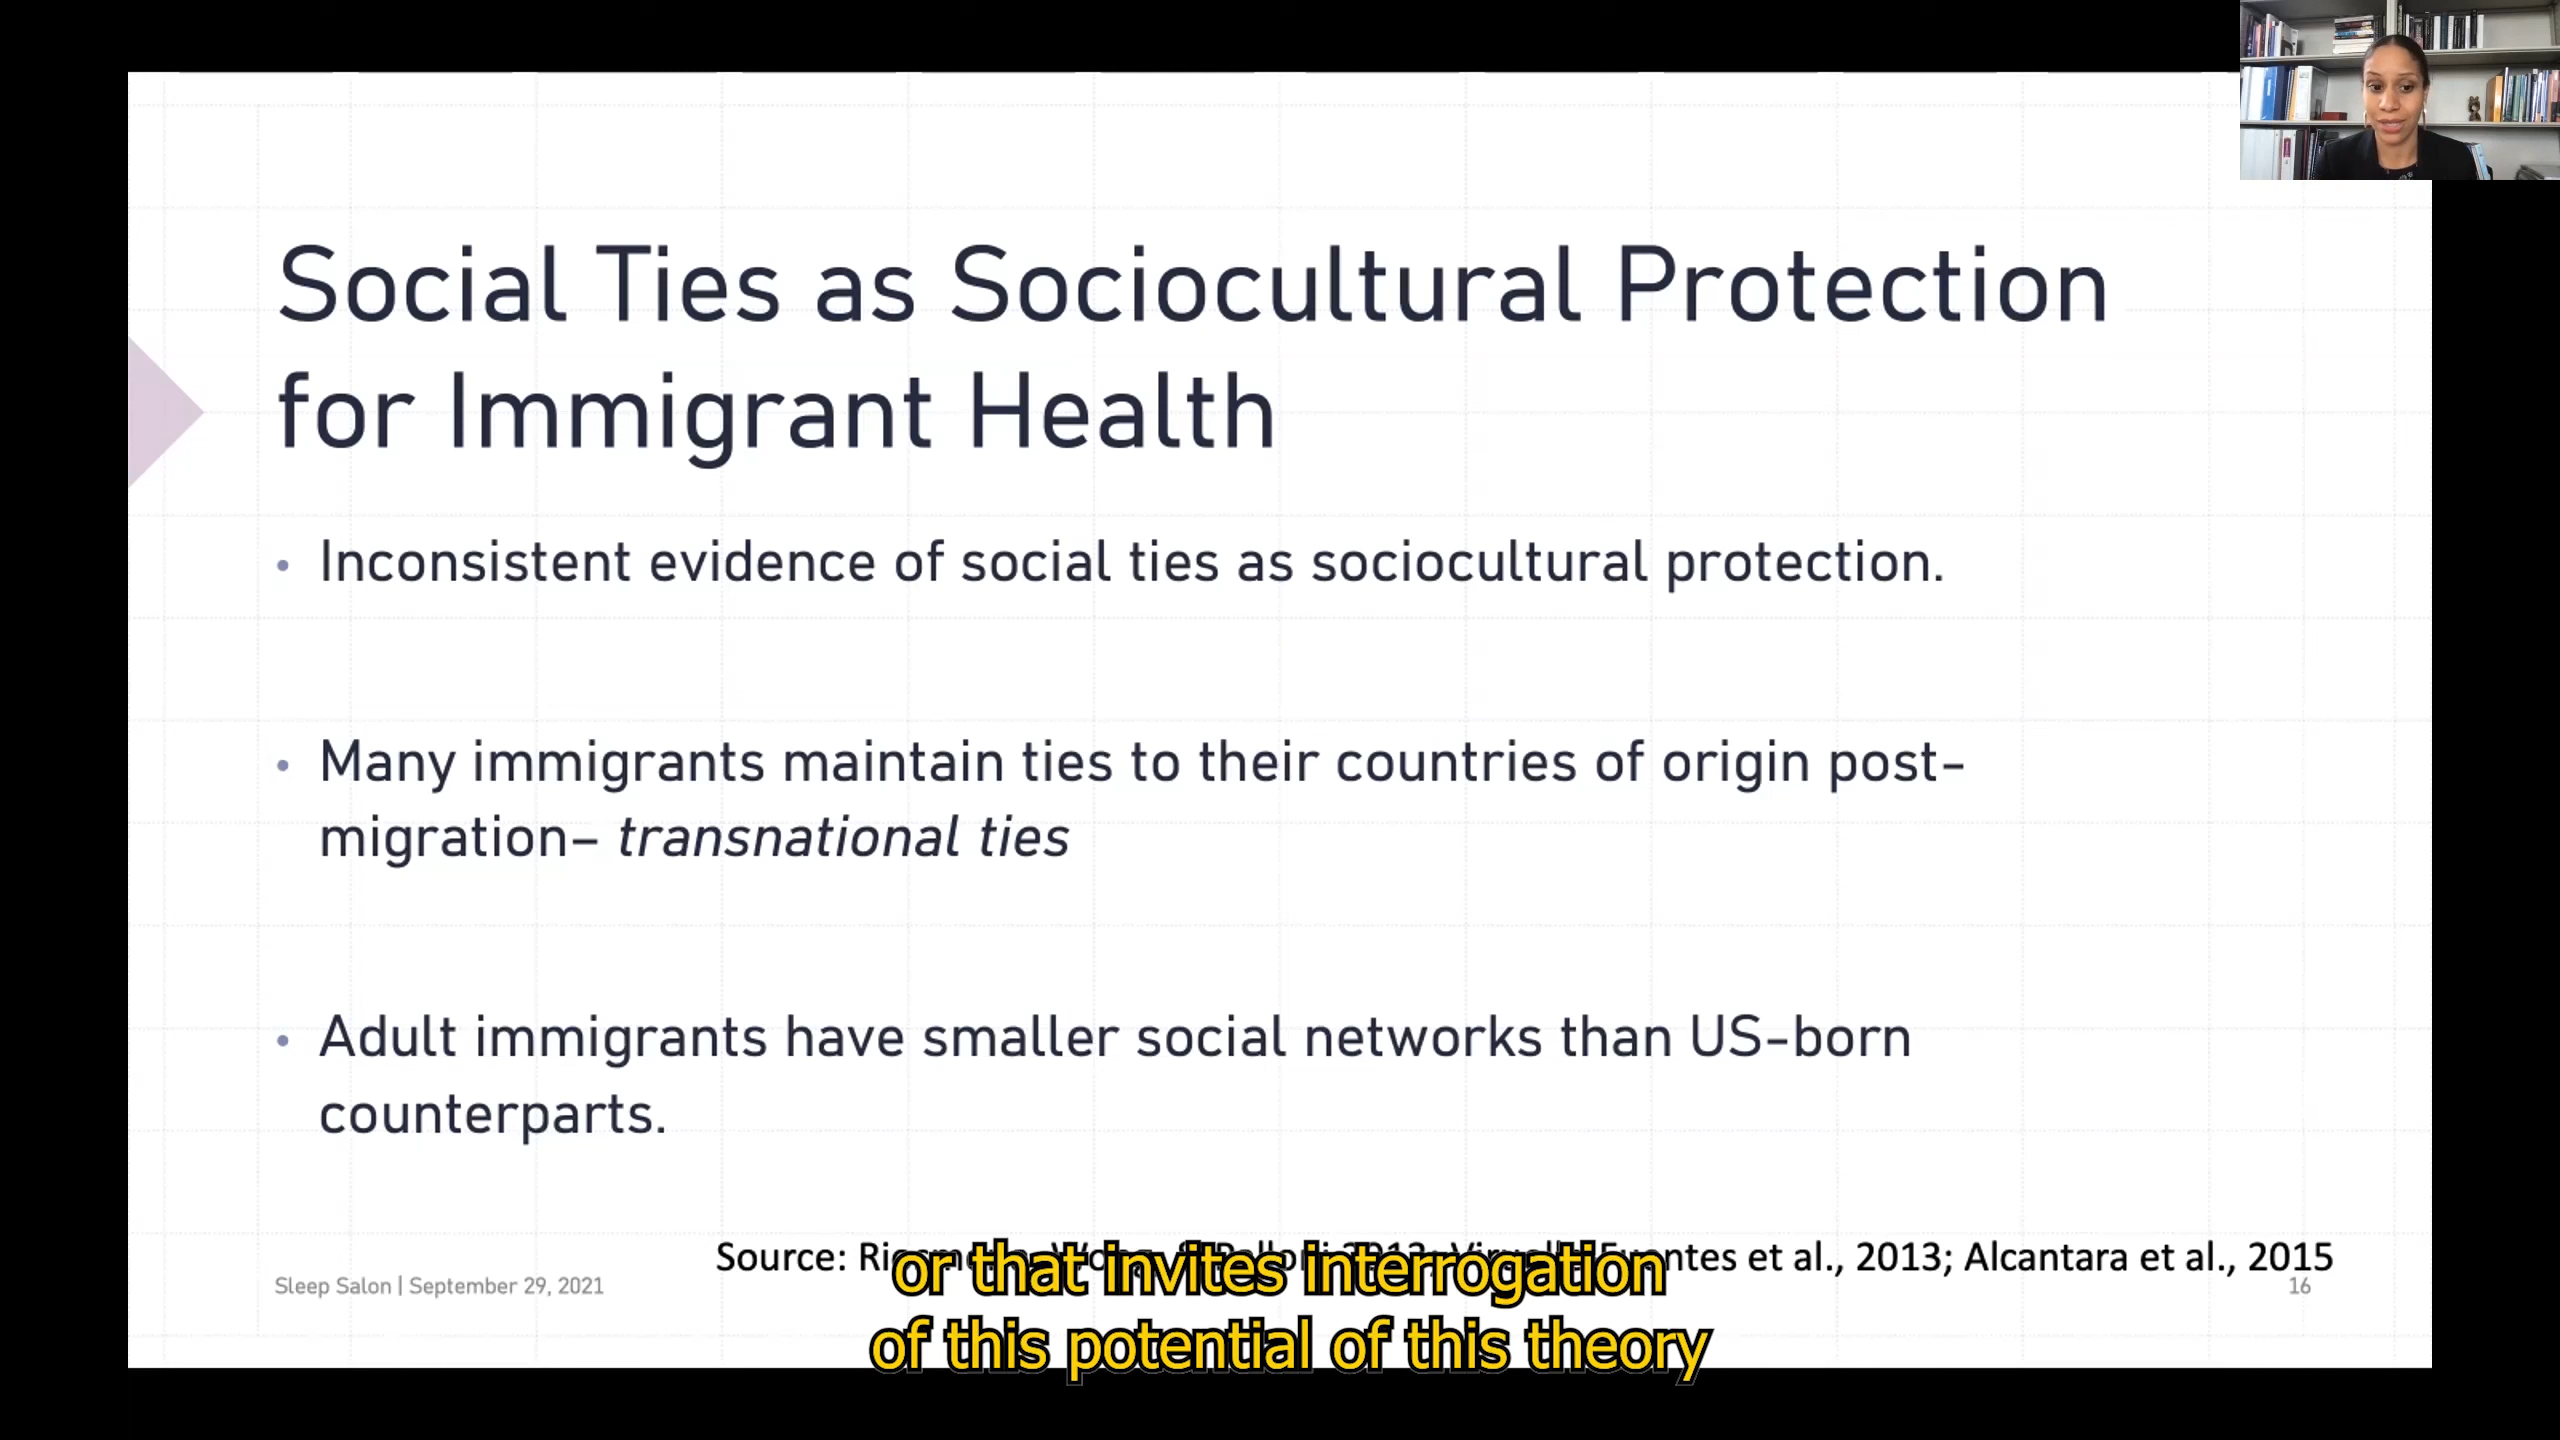 Social Ties as Sociocultural Protection
for Immigrant Health
• Inconsistent evidence of social ties as sociocultural protection.
• Many immigrants maintain ties to their countries of origin post-
migration– transnational ties
• Adult immigrants have smaller social networks than US-born
counterparts.
Source: et al., 2013; Alcantara et al., 2015
Sleep Salon | September 29, 2021
16
or that invites interrogation
of this potential of this theory